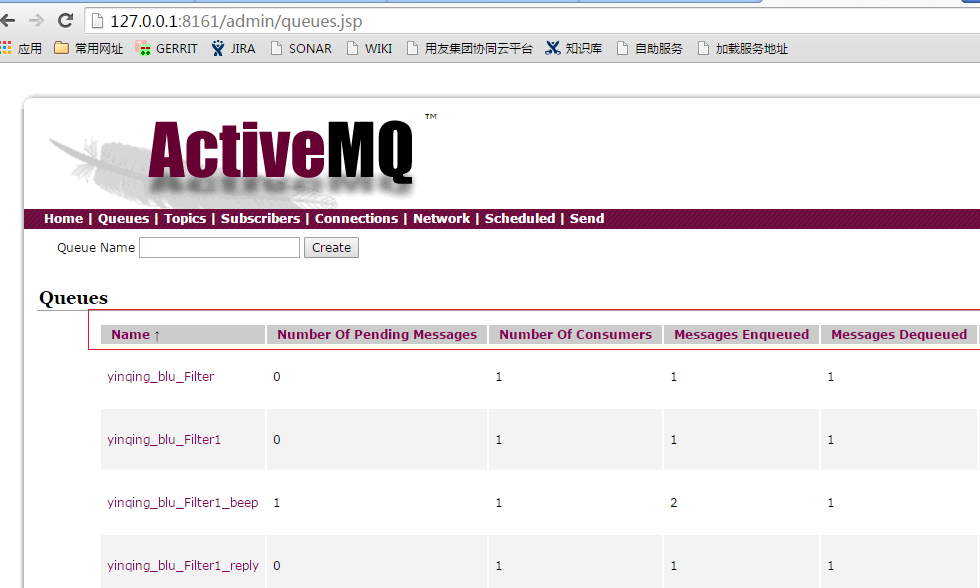 127.0.0.1:8161/admin/queues.jsp
应用 常用网址 GERRIT JIRA SONAR WIKI 用友集团协同云平台 知识库 自助服务 加载服务地址
ActiveMQ ™
Home | Queues | Topics | Subscribers | Connections | Network | Scheduled | Send
Queue Name Create
Queues
Name ↑ Number Of Pending Messages Number Of Consumers Messages Enqueued Messages Dequeued
yinqing_blu_Filter 0 1 1 1
yinqing_blu_Filter1 0 1 1 1
yinqing_blu_Filter1_beep 1 1 2 1
yinqing_blu_Filter1_reply 0 1 1 1